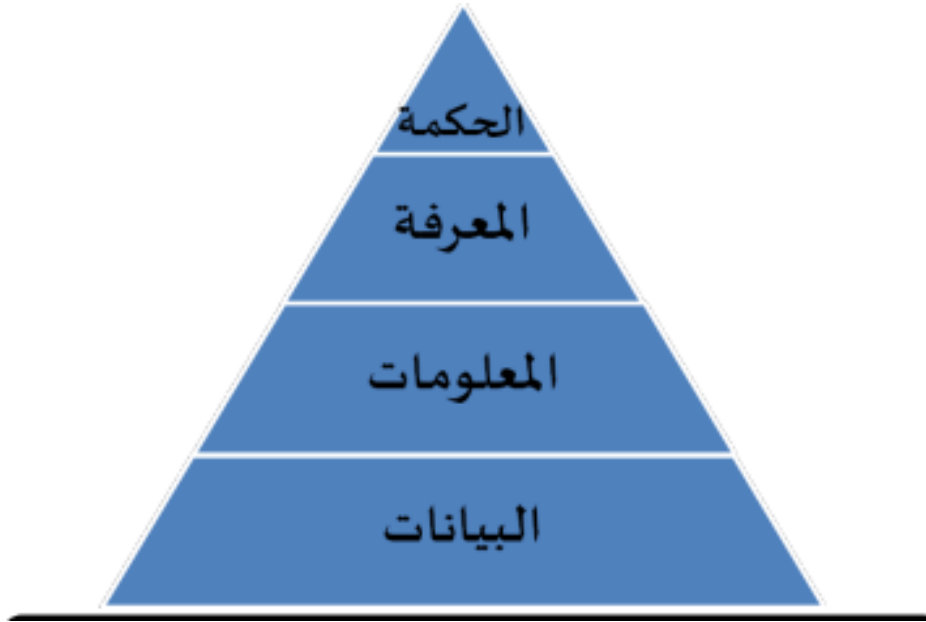 الحكمة
المعرفة
المعلومات
البيانات